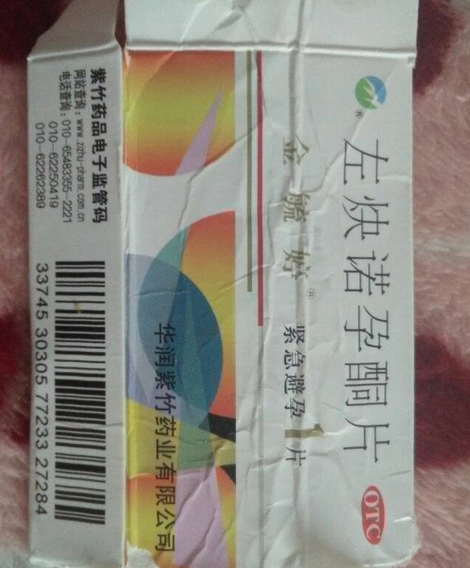 左炔诺孕酮片
OTC
®
金毓婷®
紧急避孕1片
华润紫竹药业有限公司
紫竹药品电子监管码
网站查询：www.zizhu-pharm.com.cn
电话查询：010-65483355-2221
010-62250419
010-62262389
33745 30305 77233 27284